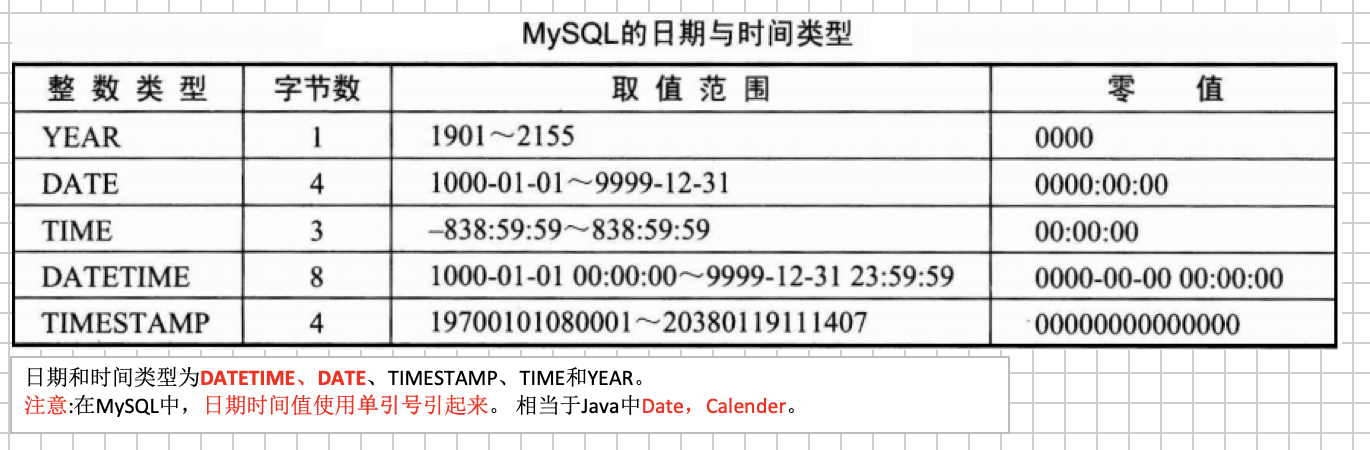 MySQL的日期与时间类型
整数类型 字节数 取值范围 零值
YEAR 1 1901～2155 0000
DATE 4 1000-01-01～9999-12-31 0000:00:00
TIME 3 –838:59:59～838:59:59 00:00:00
DATETIME 8 1000-01-01 00:00:00～9999-12-31 23:59:59 0000-00-00 00:00:00
TIMESTAMP 4 19700101080001～20380119111407 00000000000000
日期和时间类型为DATETIME、DATE、TIMESTAMP、TIME和YEAR。
注意:在MySQL中，日期时间值使用单引号引起来。 相当于Java中Date，Calender。